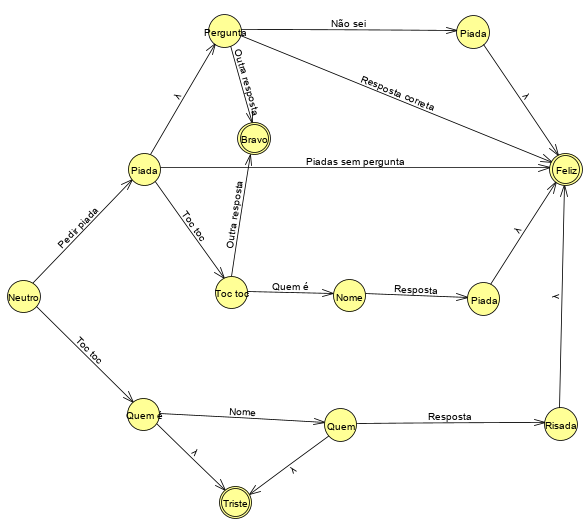 Pergunta
Não sei
Piada
λ
Outra resposta
Resposta correta
λ
Bravo
Piada
Piadas sem pergunta
Feliz
Pedir piada
Toc toc
Outra resposta
λ
Neutro
Toc toc
Quem é
Nome
Resposta
Piada
λ
Toc toc
Quem é
Nome
Quem
Resposta
Risada
λ
λ
Triste